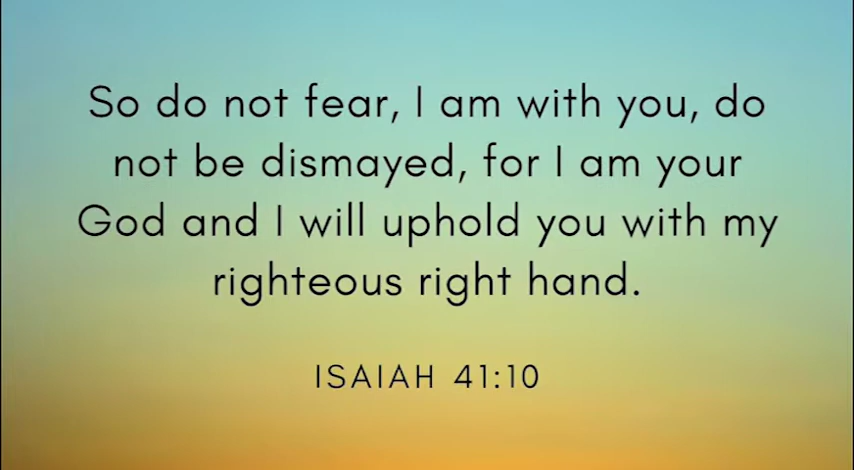 So do not fear, I am with you, do
not be dismayed, for I am your
God and I will uphold you with my
righteous right hand.
ISAIAH 41:10